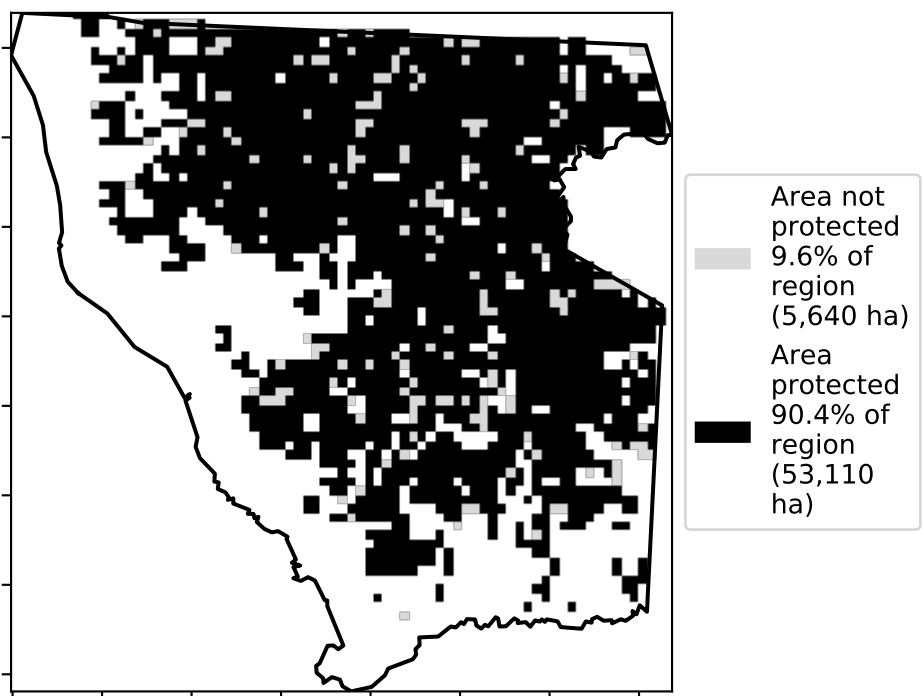 Area not
protected
9.6% of
region
(5,640 ha)
Area
protected
90.4% of
region
(53,110
ha)